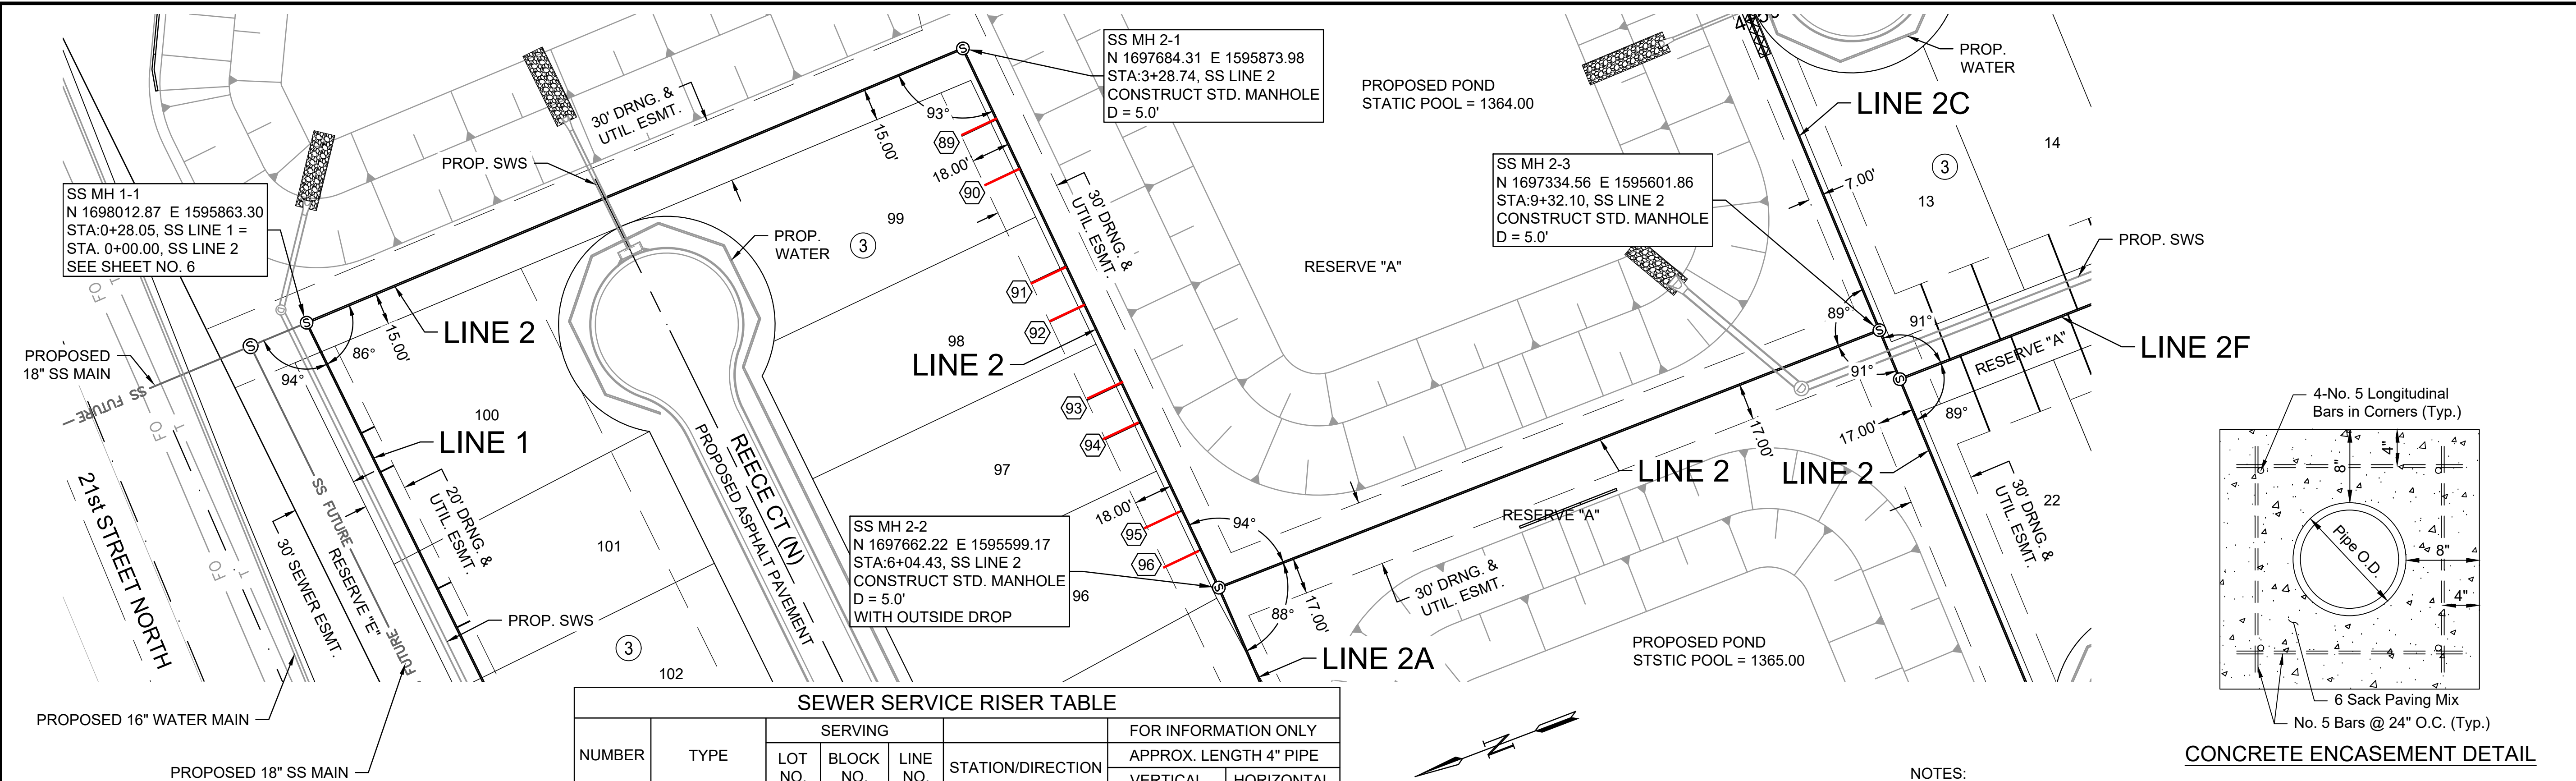 SS MH 1-1
N 1698012.87 E 1595863.30
STA:0+28.05, SS LINE 1 =
STA. 0+00.00, SS LINE 2
SEE SHEET NO. 6
PROP. SWS
30' DRNG. &
UTIL. ESMT.
15.00'
93°
89
18.00'
90
99
3
PROP.
WATER
SS MH 2-1
N 1697684.31 E 1595873.98
STA:3+28.74, SS LINE 2
CONSTRUCT STD. MANHOLE
D = 5.0'
PROPOSED POND
STATIC POOL = 1364.00
30' DRNG. &
UTIL. ESMT.
RESERVE "A"
SS MH 2-3
N 1697334.56 E 1595601.86
STA:9+32.10, SS LINE 2
CONSTRUCT STD. MANHOLE
D = 5.0'
PROP.
WATER
LINE 2C
14
3
13
7.00'
PROP. SWS
LINE 2F
RESERVE "A"
89°
91°
91°
89°
17.00'
PROPOSED
18" SS MAIN
SS FUTURE
FO
T
FO
T
FO
T
94°
86°
15.00'
LINE 2
100
LINE 1
20' DRNG. &
UTIL. ESMT.
101
PROP. SWS
3
102
21st STREET NORTH
30' SEWER ESMT.
RESERVE "E"
SS FUTURE
FUTURE
PROPOSED 16" WATER MAIN
PROPOSED 18" SS MAIN
REECE CT (N)
PROPOSED ASPHALT PAVEMENT
91
92
98
LINE 2
93
94
97
18.00'
95
96
SS MH 2-2
N 1697662.22 E 1595599.17
STA:6+04.43, SS LINE 2
CONSTRUCT STD. MANHOLE
D = 5.0'
WITH OUTSIDE DROP
96
94°
88°
17.00'
LINE 2A
30' DRNG. &
UTIL. ESMT.
RESERVE "A"
LINE 2
17.00'
LINE 2
PROPOSED POND
STSTIC POOL = 1365.00
30' DRNG. &
UTIL. ESMT.
22
4-No. 5 Longitudinal
Bars in Corners (Typ.)
8"
4"
Pipe O.D.
8"
4"
6 Sack Paving Mix
No. 5 Bars @ 24" O.C. (Typ.)
CONCRETE ENCASEMENT DETAIL
SEWER SERVICE RISER TABLE
SERVING
FOR INFORMATION ONLY
NUMBER
TYPE
LOT
NO.
BLOCK
NO.
LINE
NO.
STATION/DIRECTION
APPROX. LENGTH 4" PIPE
VERTICAL
HORIZONTAL
N
NOTES: